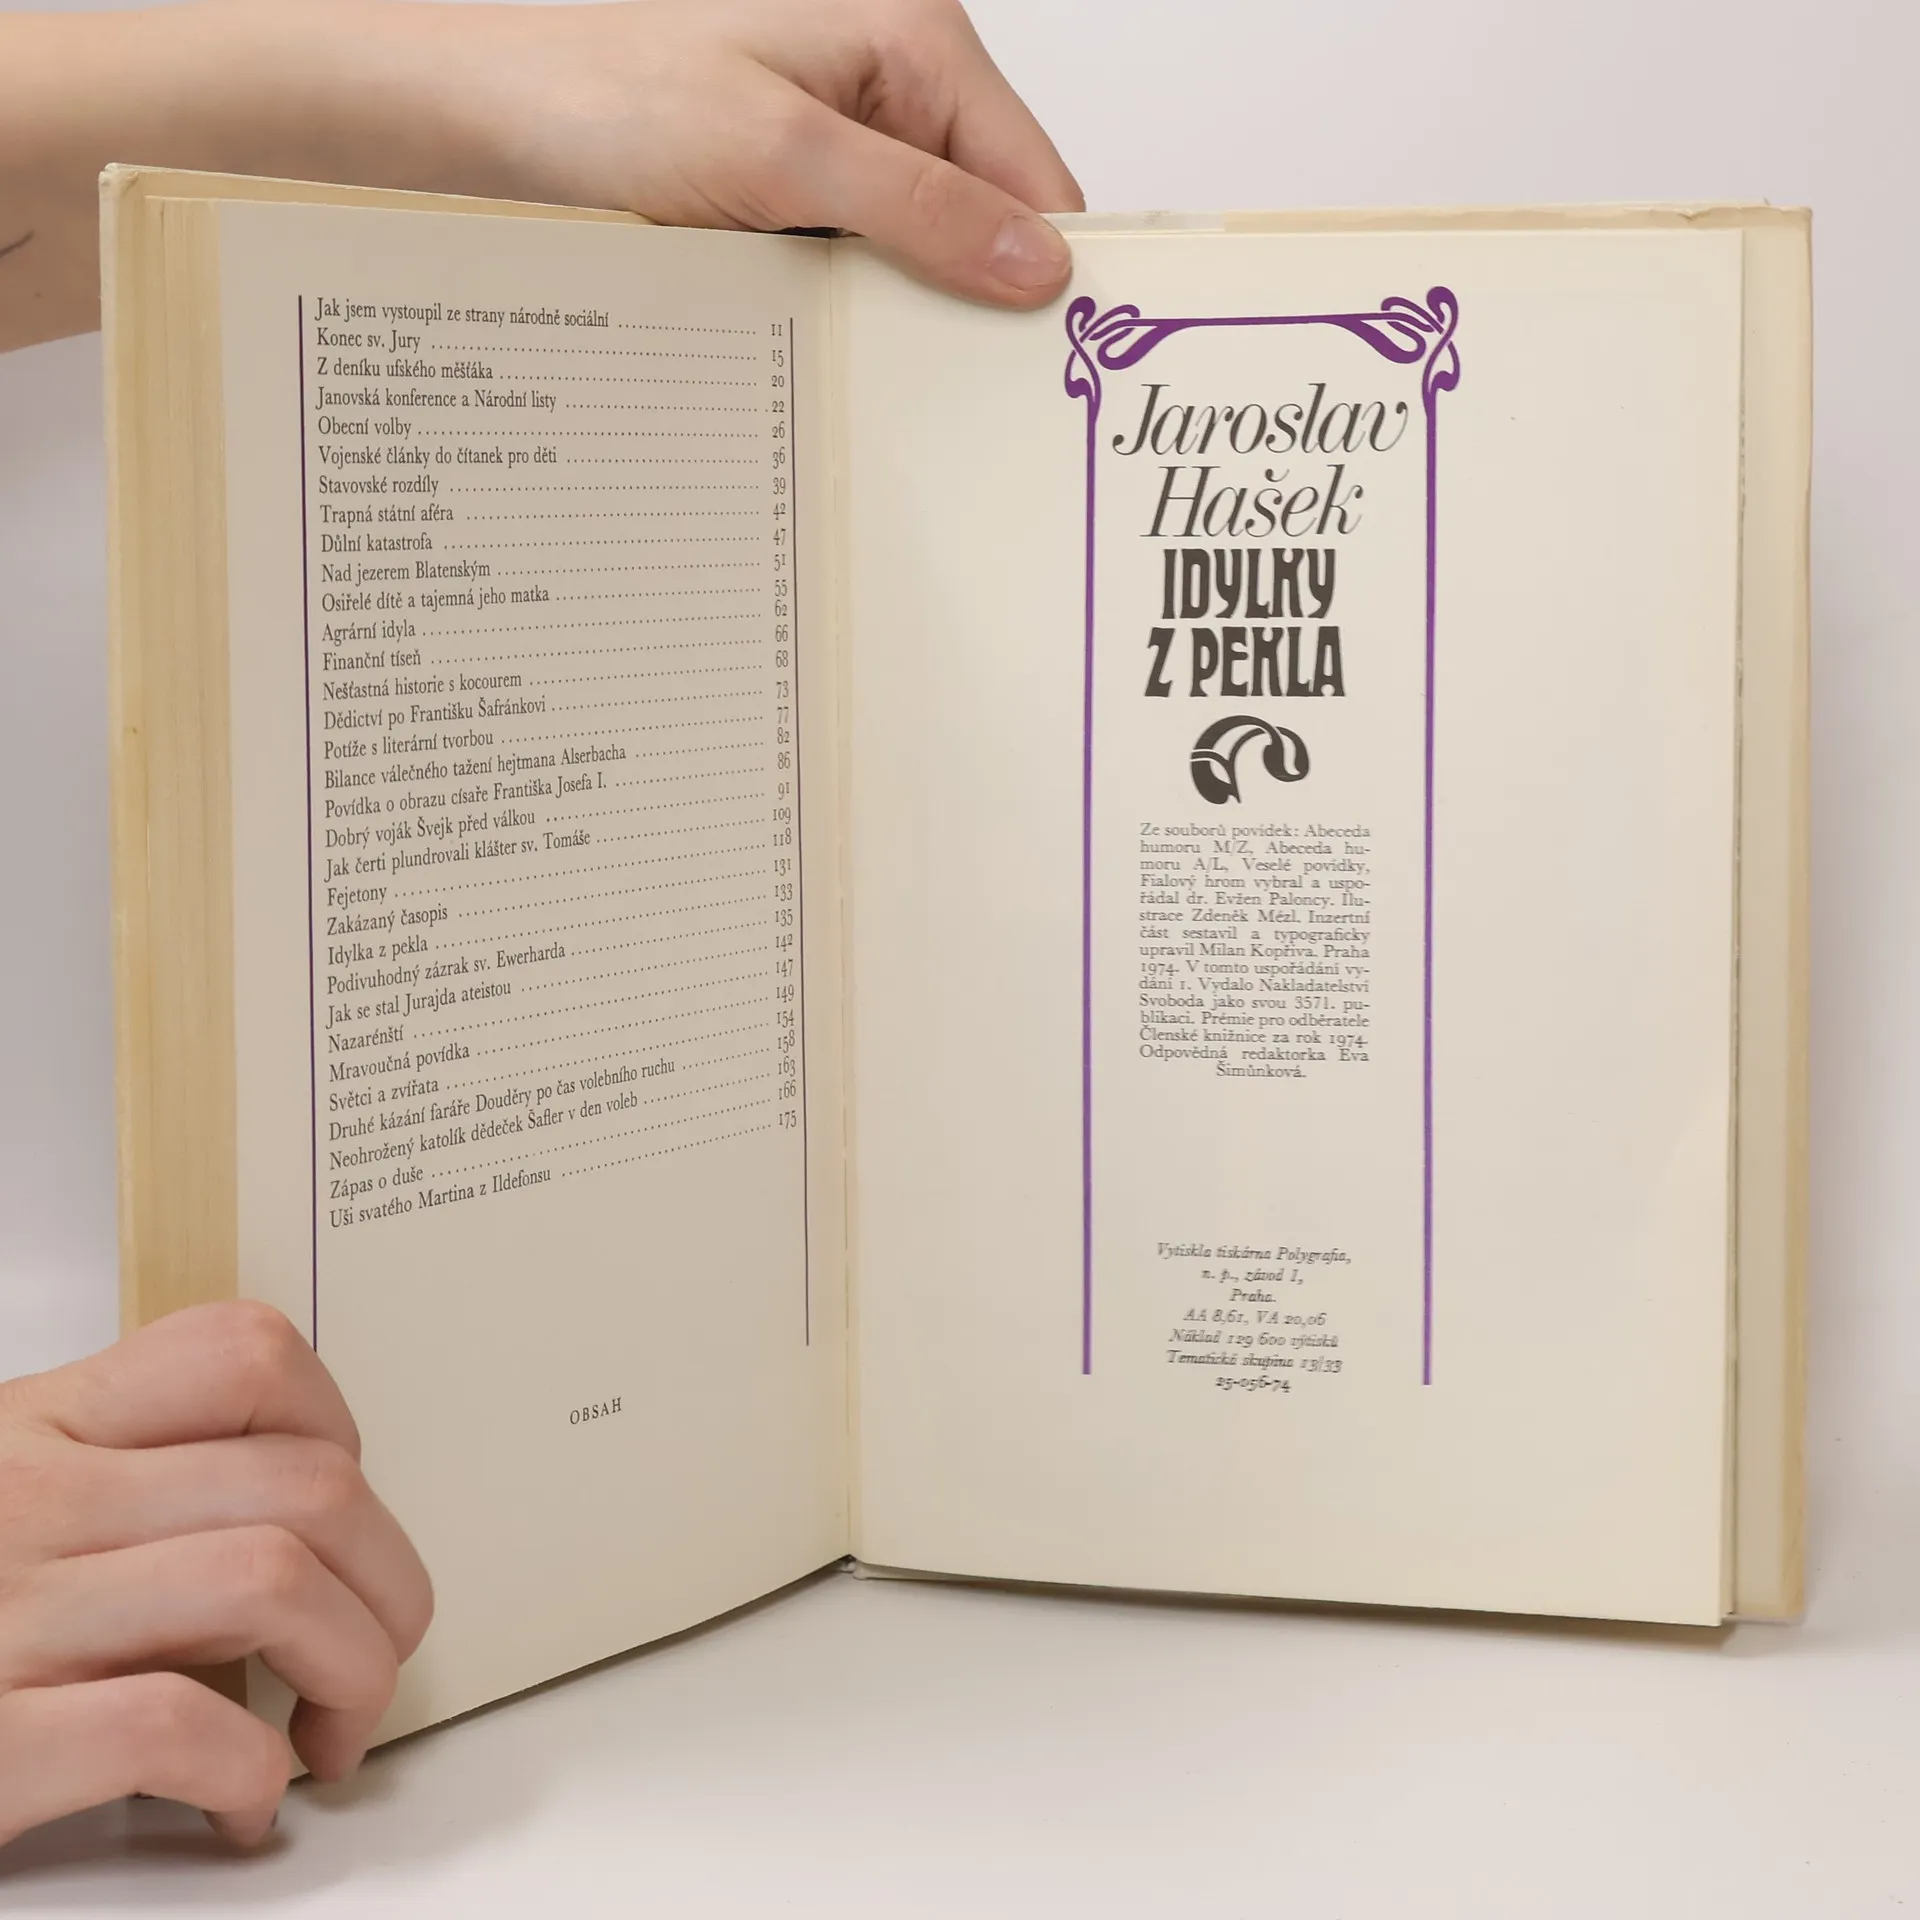 Jak jsem vystoupil ze strany národně sociální .......... 11
Konec sv. Jury .......... 15
Z deníku ufského měšťáka .......... 20
Janovská konference a Národní listy .......... 22
Obecní volby .......... 26
Vojenské články do čítanek pro děti .......... 36
Stavovské rozdíly .......... 39
Trapná státní aféra .......... 42
Důlní katastrofa .......... 47
Nad jezerem Blatenským .......... 51
Osiřelé dítě a tajemná jeho matka .......... 55
Agrární idyla .......... 62
Finanční tíseň .......... 66
Nešťastná historie s kocourem .......... 68
Dědictví po Františku Šafránkovi .......... 73
Potíže s literární tvorbou .......... 77
Bilance válečného tažení hejtmana Alserbacha .......... 82
Povídka o obrazu císaře Františka Josefa I. .......... 86
Dobrý voják Švejk před válkou .......... 91
Jak čerti plundrovali klášter sv. Tomáše .......... 109
Fejetony .......... 118
Zakázaný časopis .......... 131
Idylka z pekla .......... 133
Podivuhodný zázrak sv. Ewerharda .......... 135
Jak se stal Jurajda ateistou .......... 142
Nazarénští .......... 147
Mravoučná povídka .......... 149
Světci a zvířata .......... 154
Druhé kázání faráře Douděry po čas volebního ruchu .......... 158
Neohrožený katolík dědeček Šafler v den voleb .......... 163
Zápas o duše .......... 166
Uši svatého Martina z Ildefonsu .......... 175
OBSAH
Jaroslav
Hašek
IDYLKY
Z PEKLA
Ze souborů povídek: Abeceda
humoru M/Z, Abeceda hu-
moru A/L, Veselé povídky,
Fialový hrom vybral a uspo-
řádal dr. Evžen Paloncy. Ilu-
strace Zdeněk Mézl. Inzertní
část sestavil a typograficky
upravil Milan Kopřiva. Praha
1974. V tomto uspořádání vy-
dání 1. Vydalo Nakladatelství
Svoboda jako svou 3571. pu-
blikaci. Prémie pro odběratele
Členské knižnice za rok 1974.
Odpovědná redaktorka Eva
Šimůnková.
Vytiskla tiskárna Polygrafia,
n. p., závod 1,
Praha.
AA 8,61, VA 20,06
Náklad 129 600 výtisků
Tematická skupina 13/33
25-056-74